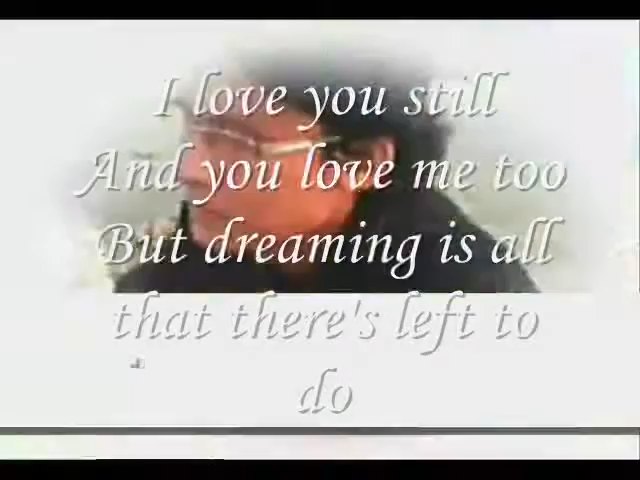 I love you still
And you love me too
But dreaming is all
that there's left to
do